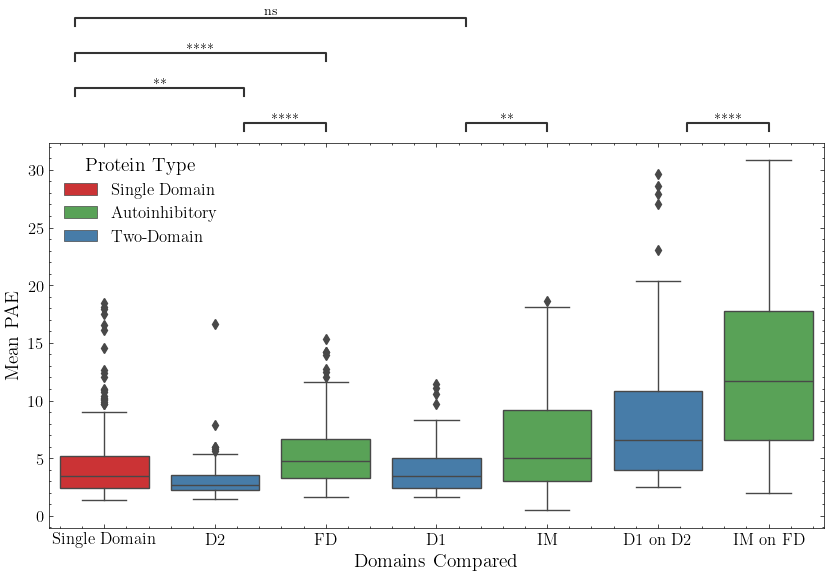 ns
****
**
**** ** ****
Protein Type
Single Domain
Autoinhibitory
Two-Domain
30
25
20
15
10
5
0
Mean PAE
Single Domain D2 FD D1 IM D1 on D2 IM on FD
Domains Compared